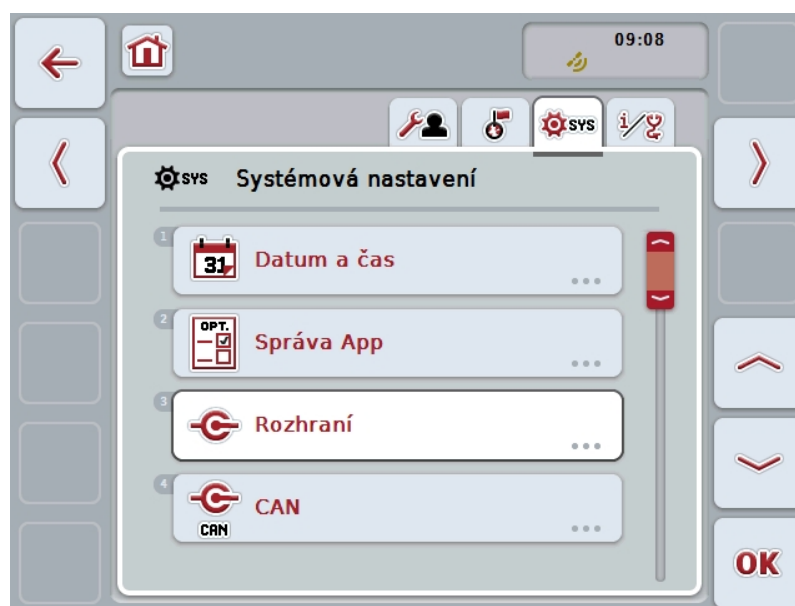 09:08
SYS
i/
SYS Systémová nastavení
1
31
Datum a čas
2
OPT.
Správa App
3
Rozhraní
4
CAN
CAN
OK